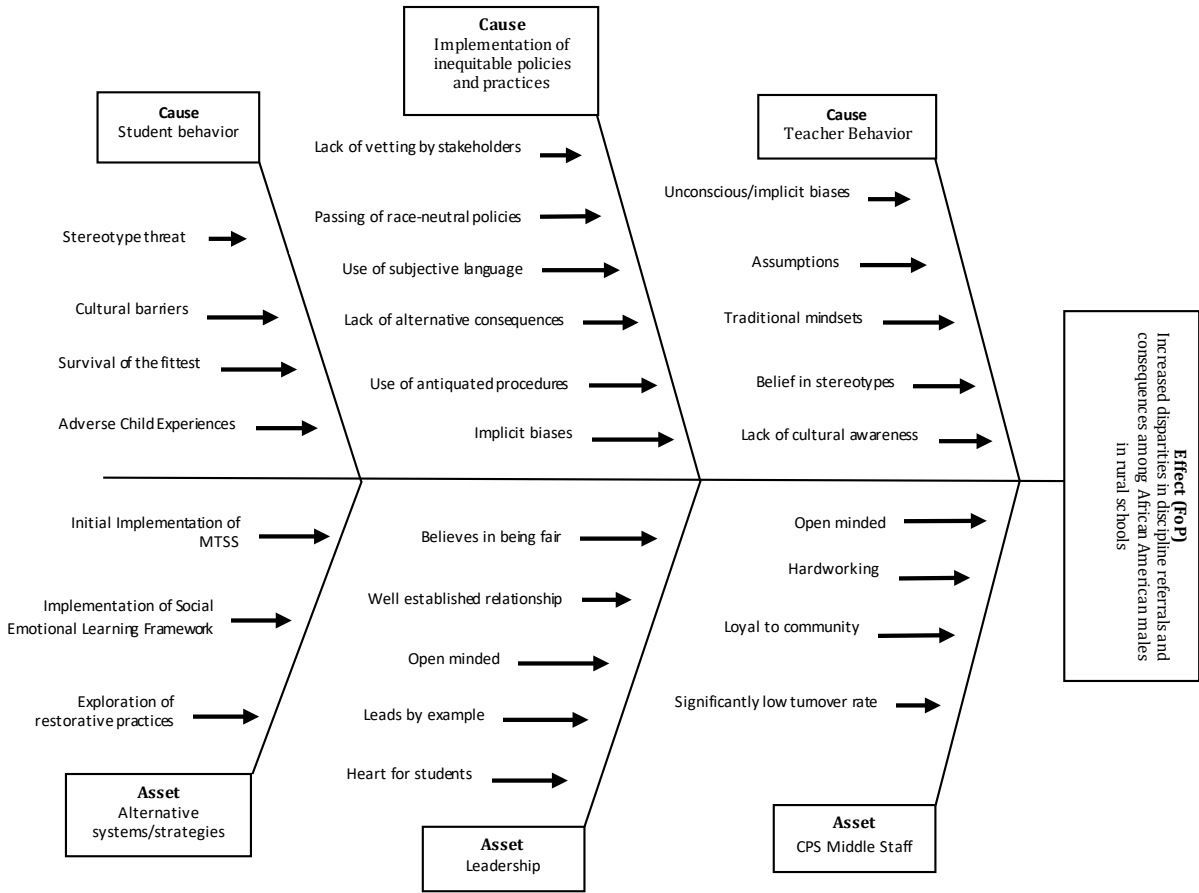 Cause
Implementation of
inequitable policies
and practices
Cause
Student behavior
Cause
Teacher Behavior
Lack of vetting by stakeholders
Passing of race-neutral policies
Use of subjective language
Lack of alternative consequences
Use of antiquated procedures
Implicit biases
Stereotype threat
Cultural barriers
Survival of the fittest
Adverse Child Experiences
Unconscious/implicit biases
Assumptions
Traditional mindsets
Belief in stereotypes
Lack of cultural awareness
Effect (FoP)
Increased disparities in discipline referrals and
consequences among African American males
in rural schools
Initial Implementation of
MTSS
Implementation of Social
Emotional Learning Framework
Exploration of
restorative practices
Asset
Alternative
systems/strategies
Believes in being fair
Well established relationship
Open minded
Leads by example
Heart for students
Asset
Leadership
Open minded
Hardworking
Loyal to community
Significantly low turnover rate
Asset
CPS Middle Staff